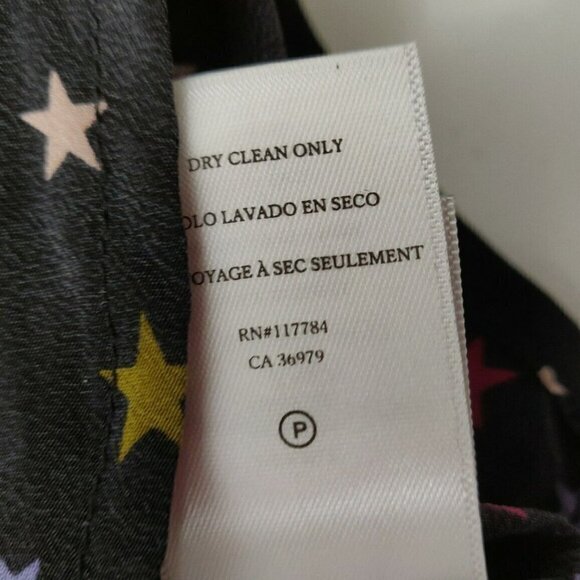 DRY CLEAN ONLY
OLO LAVADO EN SECO
OYAGE À SEC SEULEMENT
RN#117784
CA 36979
P